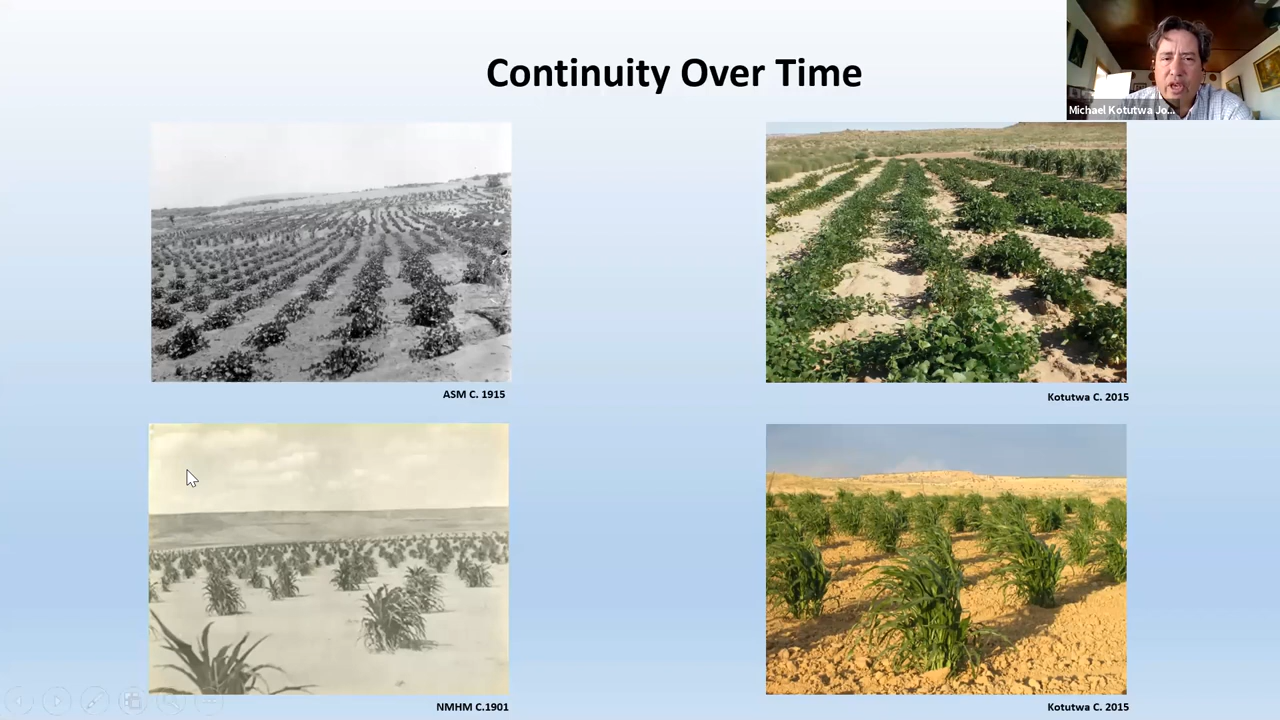 Continuity Over Time
Michael Kotutwa Jo...
ASM C. 1915
Kotutwa C. 2015
NMHM C.1901
Kotutwa C. 2015